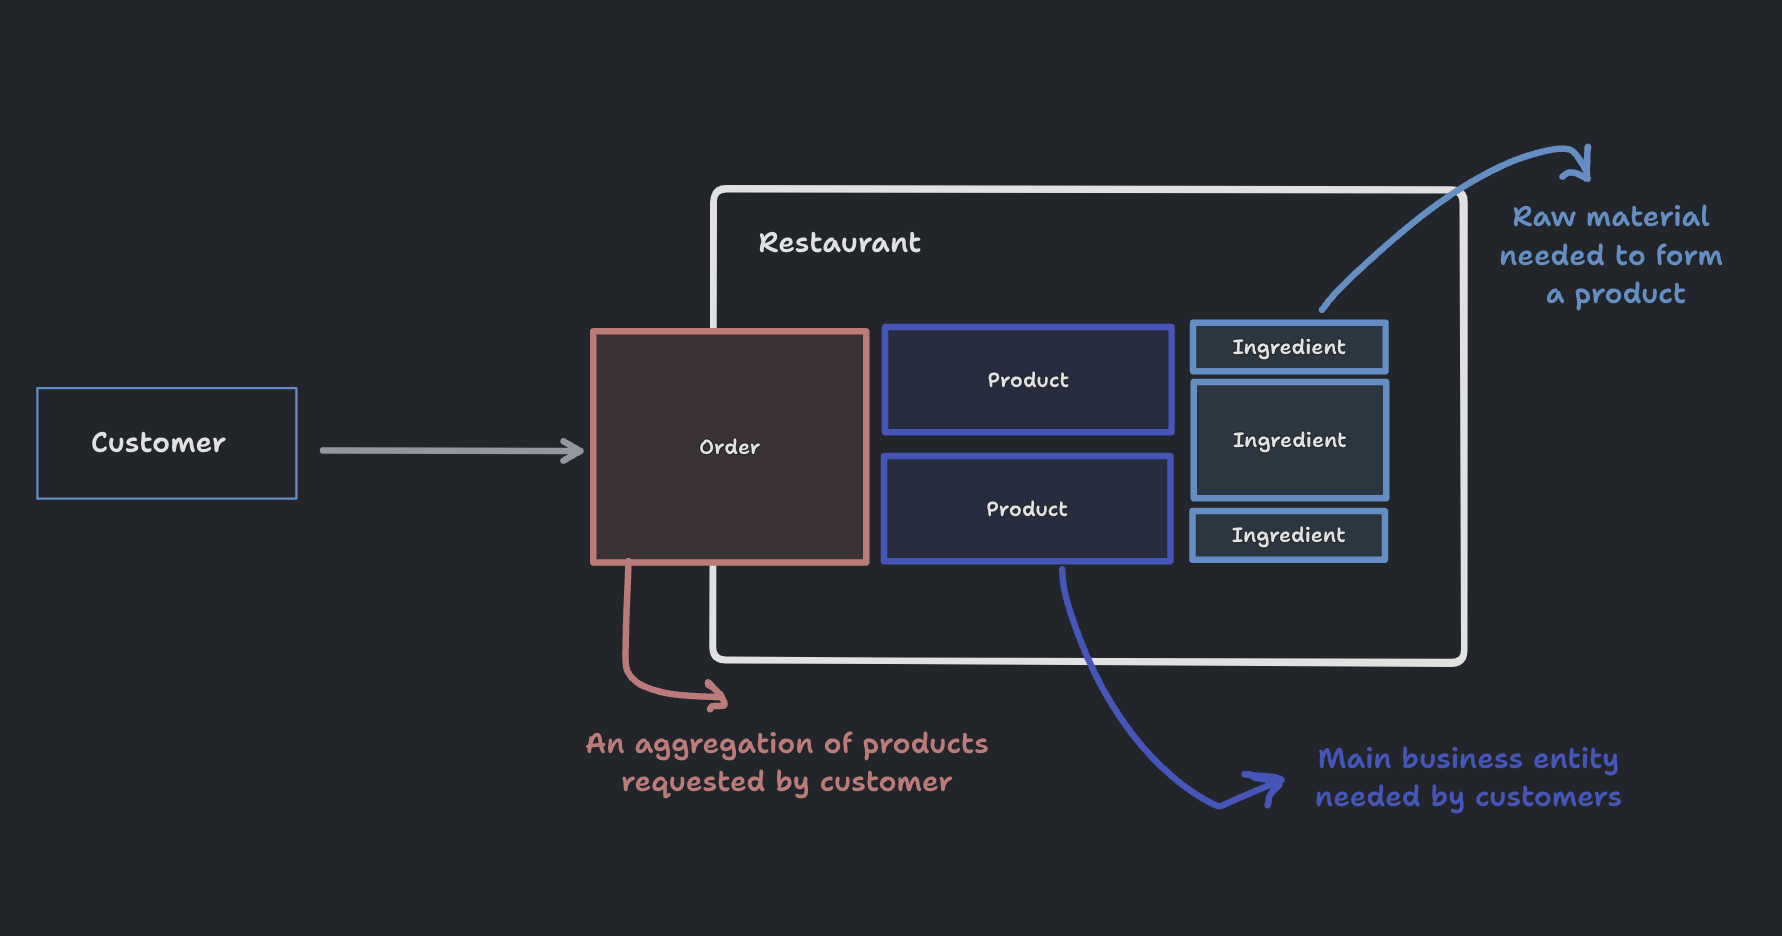 Raw material
needed to form
a product
Restaurant
Ingredient
Product
Customer
Order
Ingredient
Product
Ingredient
An aggregation of products
requested by customer
Main business entity
needed by customers